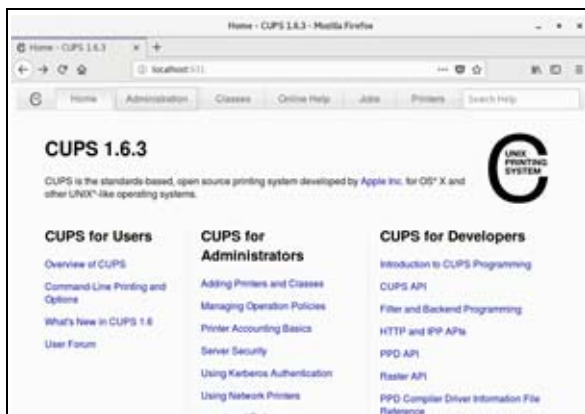 Home - CUPS 1.6.3 - Mozilla Firefox
Home - CUPS 1.6.3
localhost:631
Home Administration Classes Online Help Jobs Printers Search Help
CUPS 1.6.3
CUPS is the standards-based, open source printing system developed by Apple Inc. for OS® X and
other UNIX®-like operating systems.
UNIX
PRINTING
SYSTEM
CUPS for Users
Overview of CUPS
Command-Line Printing and
Options
What's New in CUPS 1.6
User Forum
CUPS for
Administrators
Adding Printers and Classes
Managing Operation Policies
Printer Accounting Basics
Server Security
Using Kerberos Authentication
Using Network Printers
CUPS for Developers
Introduction to CUPS Programming
CUPS API
Filter and Backend Programming
HTTP and IPP APIs
PPD API
Raster API
PPD Compiler Driver Information File
Reference